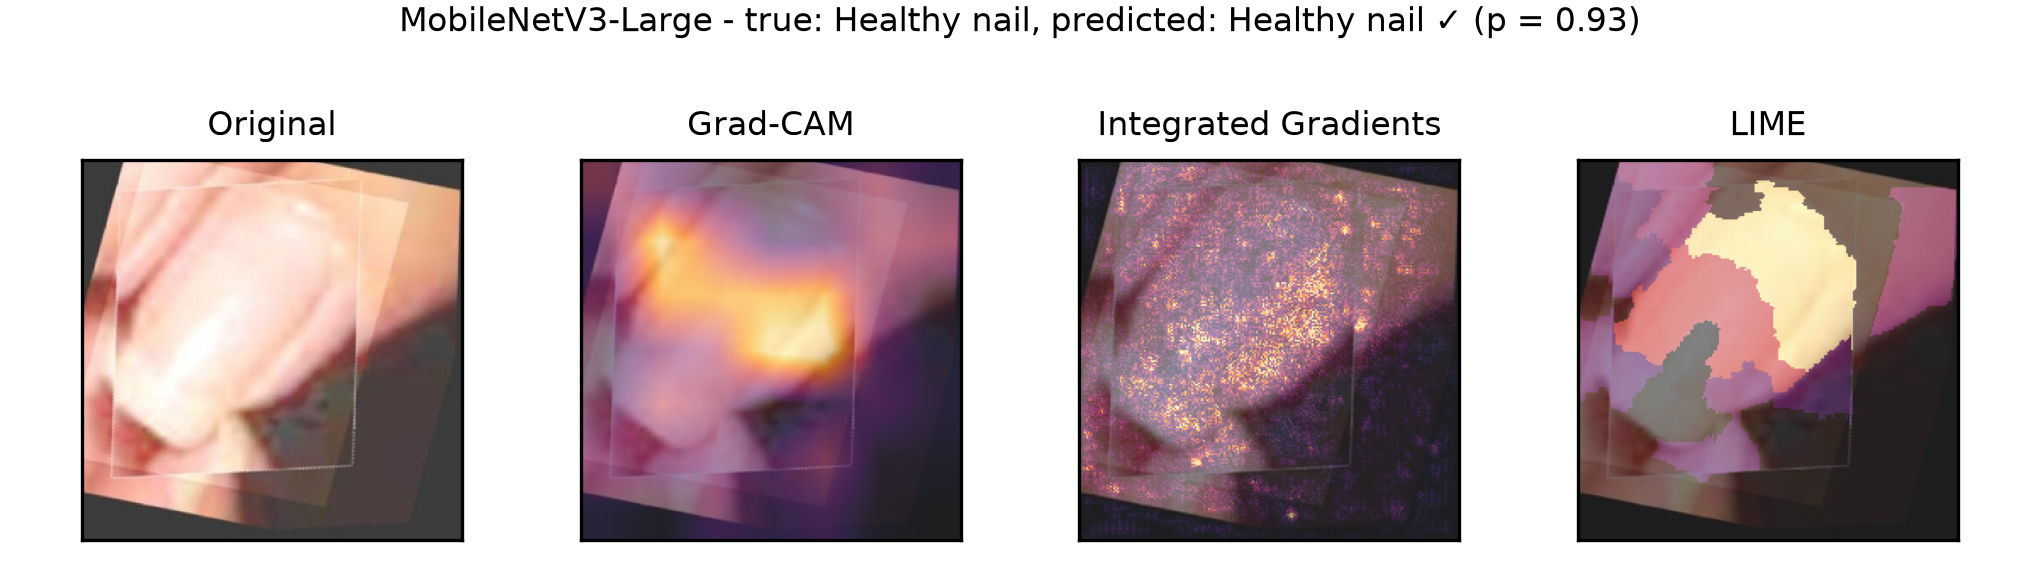 MobileNetV3-Large - true: Healthy nail, predicted: Healthy nail ✓ (p = 0.93)
Original
Grad-CAM
Integrated Gradients
LIME